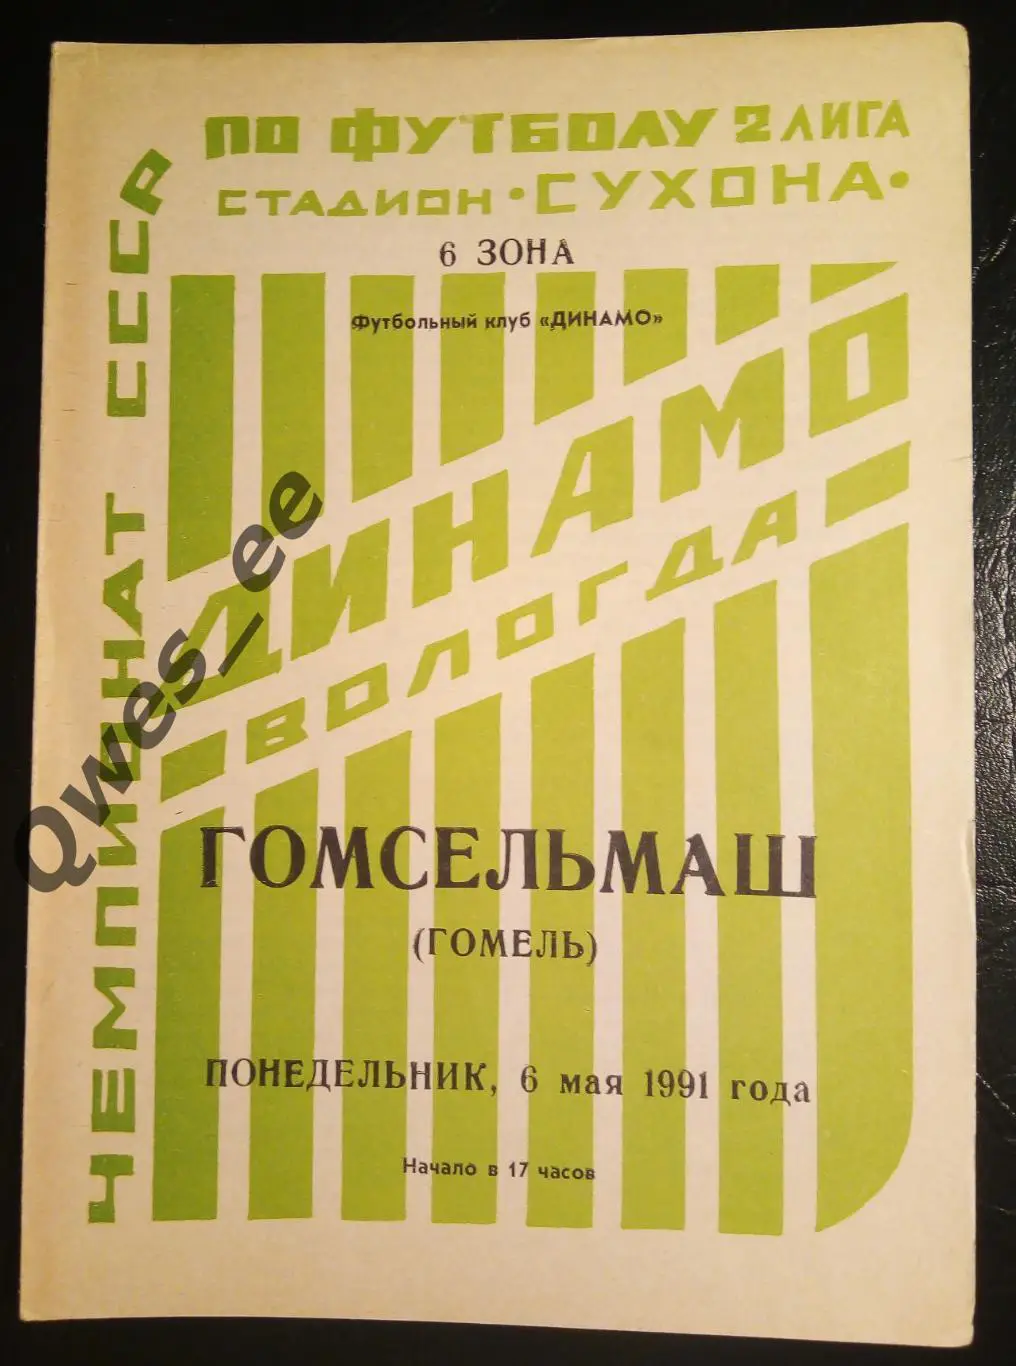 ЧЕМПИОНАТ СССР
ПО ФУТБОЛУ 2 ЛИГА
СТАДИОН •СУХОНА•
6 ЗОНА
Футбольный клуб «ДИНАМО»
ДИНАМО
ВОЛОГДА
ГОМСЕЛЬМАШ
(ГОМЕЛЬ)
ПОНЕДЕЛЬНИК, 6 мая 1991 года
Начало в 17 часов
Qwes_ee